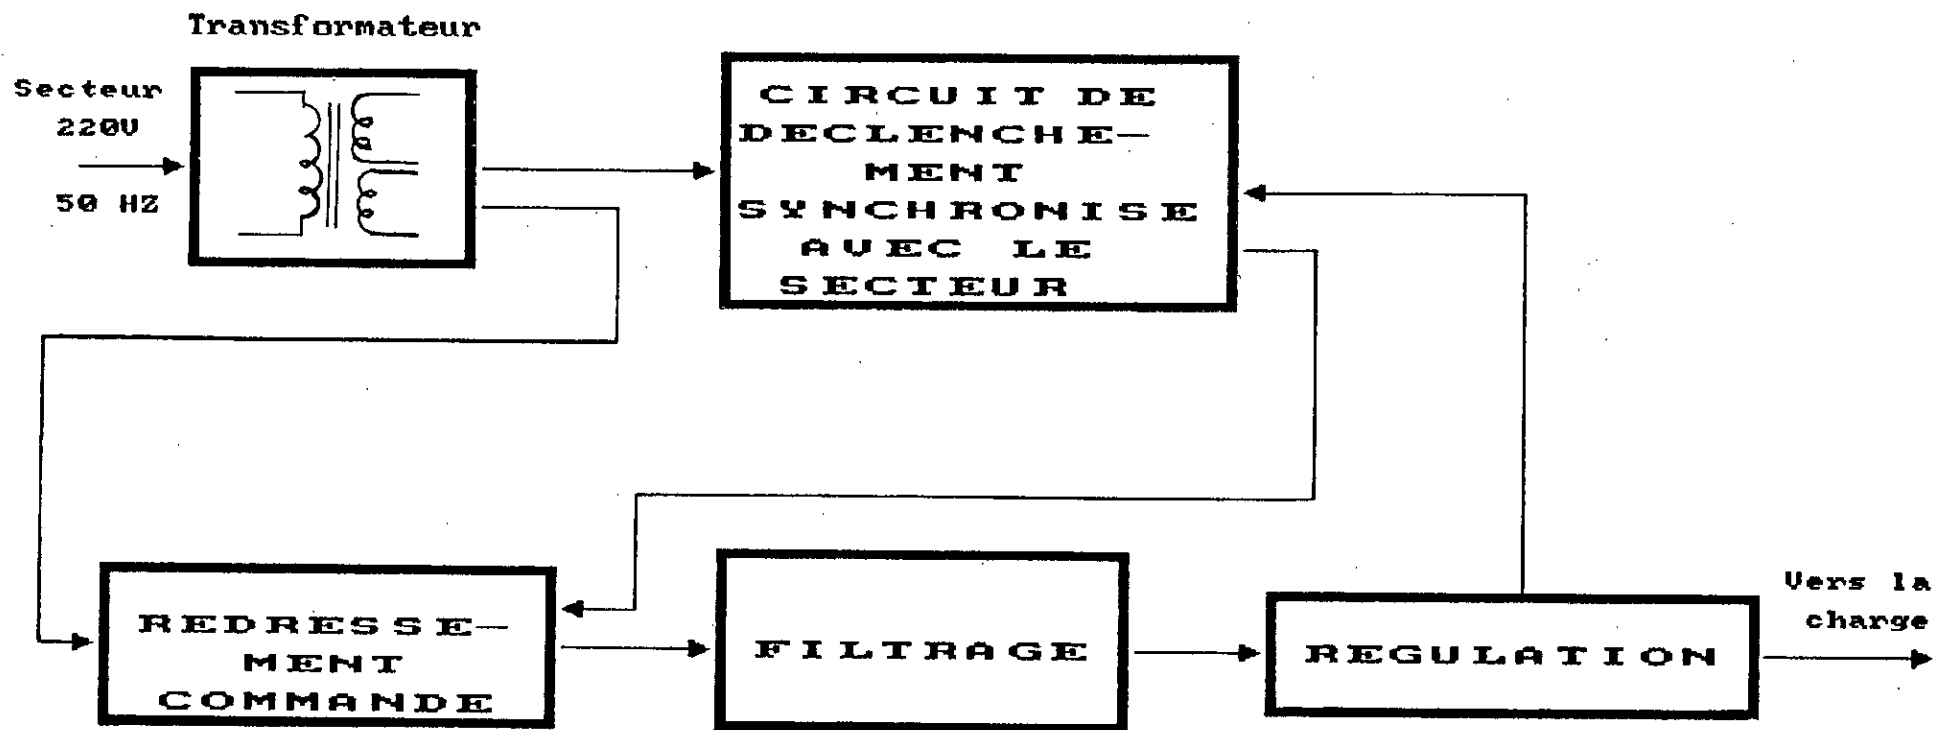 Transformateur
Secteur
220V
50 HZ
CIRCUIT DE
DECLENCHE-
MENT
SYNCHRONISE
AVEC LE
SECTEUR
REDRESSE-
MENT
COMMANDE
FILTRAGE
REGULATION
Vers la
charge